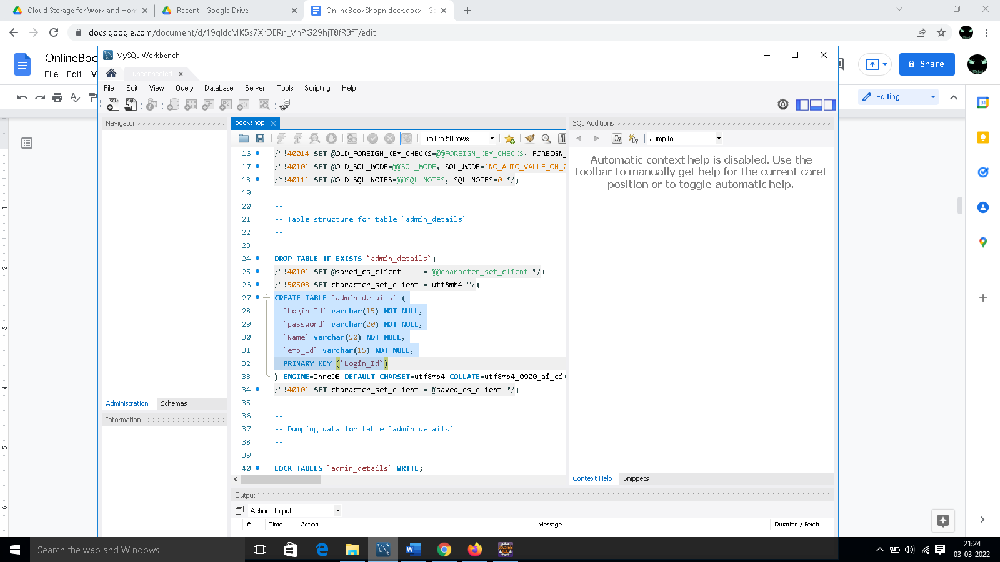 Cloud Storage for Work and Hom
Recent - Google Drive
OnlineBookShopn.docx.docx - Go
docs.google.com/document/d/19gIdcMK5s7XrDERn_VhPG29hjT8fR3fT/edit
OnlineBoo
File Edit V
Share
Editing
MySQL Workbench
unconnected
File Edit View Query Database Server Tools Scripting Help
Navigator
bookshop
SQL Additions
Limit to 50 rows
Jump to
16 /*!40014 SET @OLD_FOREIGN_KEY_CHECKS=@@FOREIGN_KEY_CHECKS, FOREIGN_
17 /*!40101 SET @OLD_SQL_MODE=@@SQL_MODE, SQL_MODE='NO_AUTO_VALUE_ON_Z
18 /*!40111 SET @OLD_SQL_NOTES=@@SQL_NOTES, SQL_NOTES=0 */;
19
20 --
21 -- Table structure for table `admin_details`
22 --
23
24 DROP TABLE IF EXISTS `admin_details`;
25 /*!40101 SET @saved_cs_client     = @@character_set_client */;
26 /*!50503 SET character_set_client = utf8mb4 */;
27 CREATE TABLE `admin_details` (
28 `Login_Id` varchar(15) NOT NULL,
29 `password` varchar(20) NOT NULL,
30 `Name` varchar(50) NOT NULL,
31 `emp_Id` varchar(15) NOT NULL,
32 PRIMARY KEY (`Login_Id`)
33 ) ENGINE=InnoDB DEFAULT CHARSET=utf8mb4 COLLATE=utf8mb4_0900_ai_ci;
34 /*!40101 SET character_set_client = @saved_cs_client */;
35
36 --
37 -- Dumping data for table `admin_details`
38 --
39
40 LOCK TABLES `admin_details` WRITE;
Automatic context help is disabled. Use the
toolbar to manually get help for the current caret
position or to toggle automatic help.
Administration Schemas
Information
Context Help Snippets
Output
Action Output
# Time Action Message Duration / Fetch
Search the web and Windows
21:24
03-03-2022